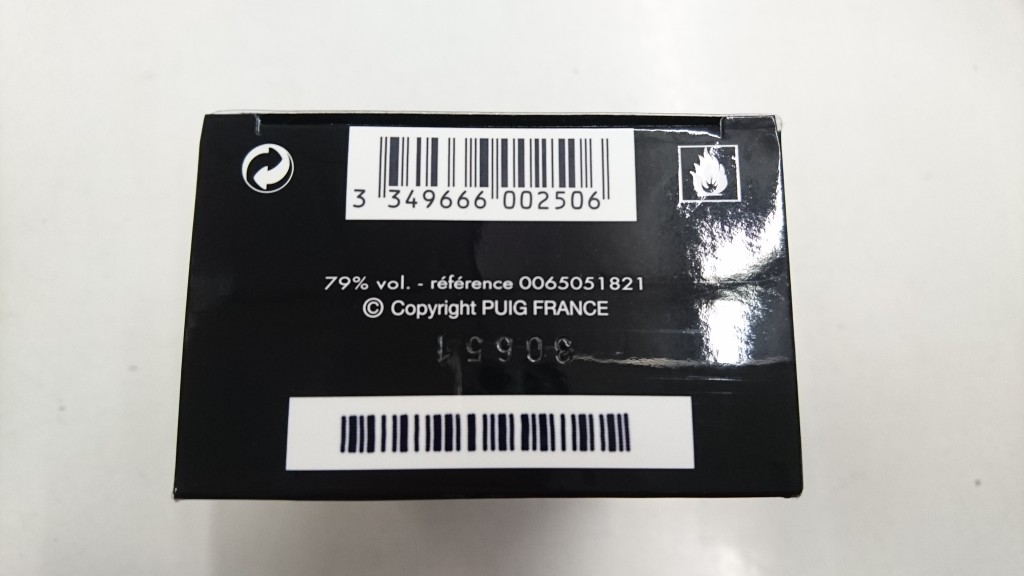 3 349666 002506
79% vol. - référence 0065051821
© Copyright PUIG FRANCE
30651